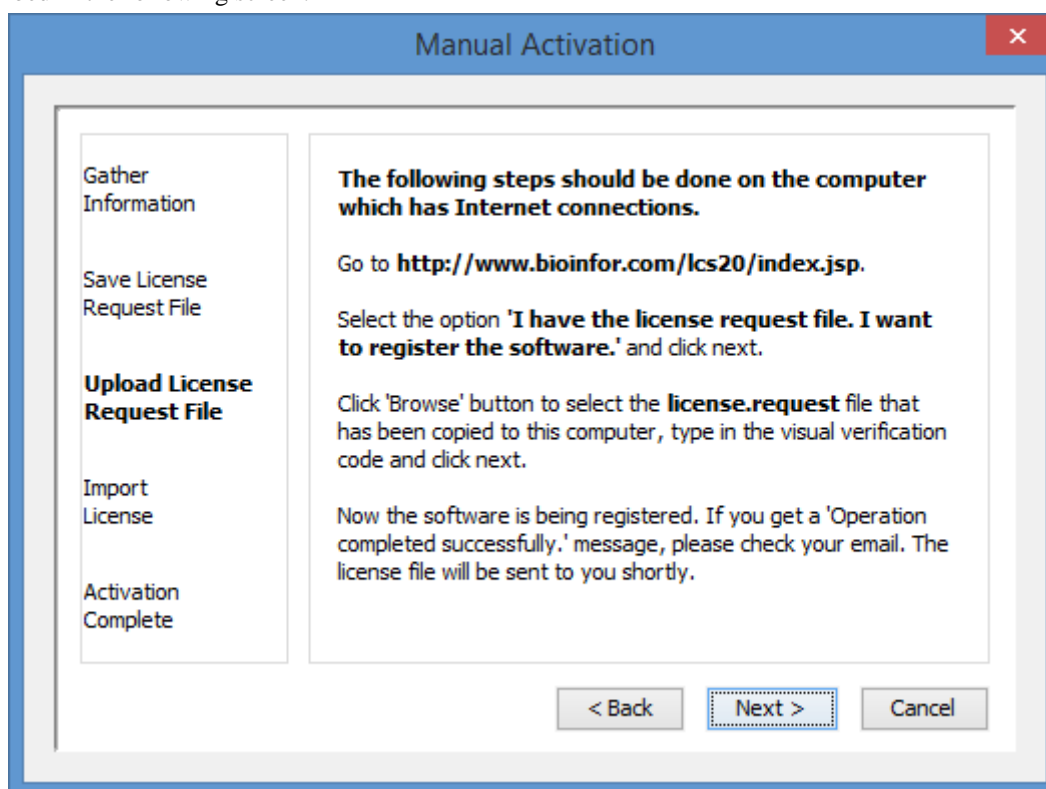 Manual Activation
Gather
Information
Save License
Request File
Upload License
Request File
Import
License
Activation
Complete
The following steps should be done on the computer
which has Internet connections.
Go to http://www.bioinfor.com/lcs20/index.jsp.
Select the option 'I have the license request file. I want
to register the software.' and click next.
Click 'Browse' button to select the license.request file that
has been copied to this computer, type in the visual verification
code and click next.
Now the software is being registered. If you get a 'Operation
completed successfully.' message, please check your email. The
license file will be sent to you shortly.
< Back
Next >
Cancel